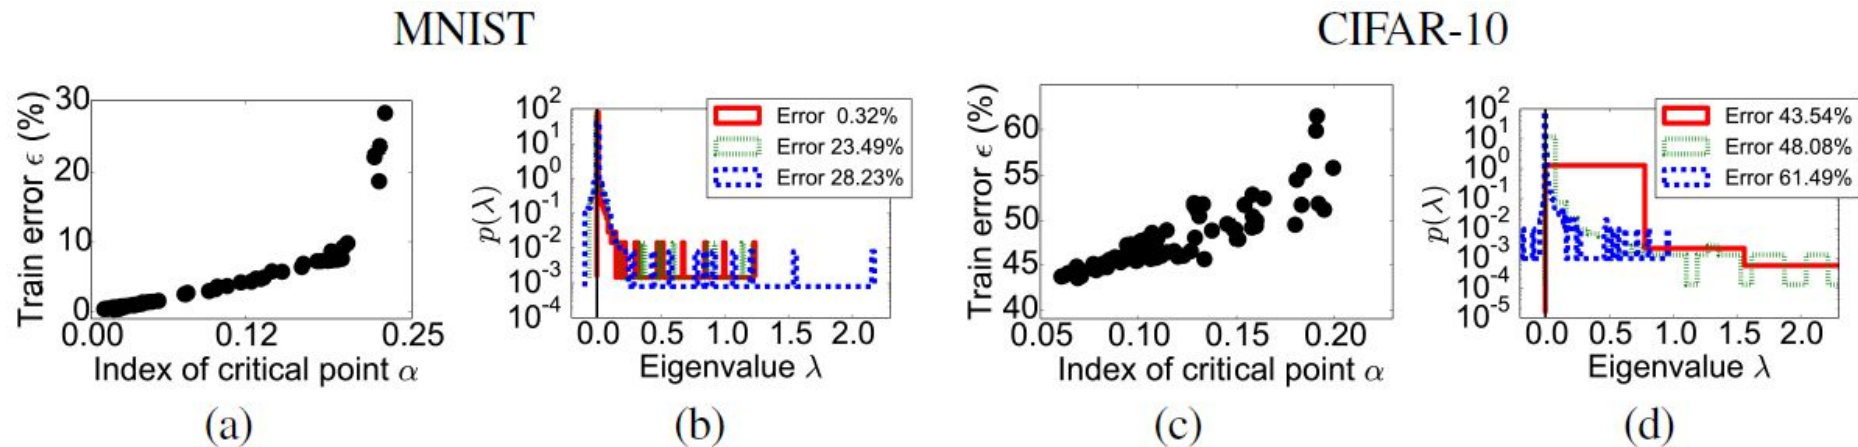 MNIST
CIFAR-10
Train error ϵ (%)
30
20
10
0
0.00
0.12
0.25
Index of critical point α
(a)
p(λ)
10²
10¹
10⁰
10⁻¹
10⁻²
10⁻³
10⁻⁴
Error 0.32%
Error 23.49%
Error 28.23%
0.0 0.5 1.0 1.5 2.0
Eigenvalue λ
(b)
Train error ϵ (%)
60
55
50
45
40
0.05 0.10 0.15 0.20
Index of critical point α
(c)
p(λ)
10²
10¹
10⁰
10⁻¹
10⁻²
10⁻³
10⁻⁴
10⁻⁵
Error 43.54%
Error 48.08%
Error 61.49%
0.0 0.5 1.0 1.5 2.0
Eigenvalue λ
(d)